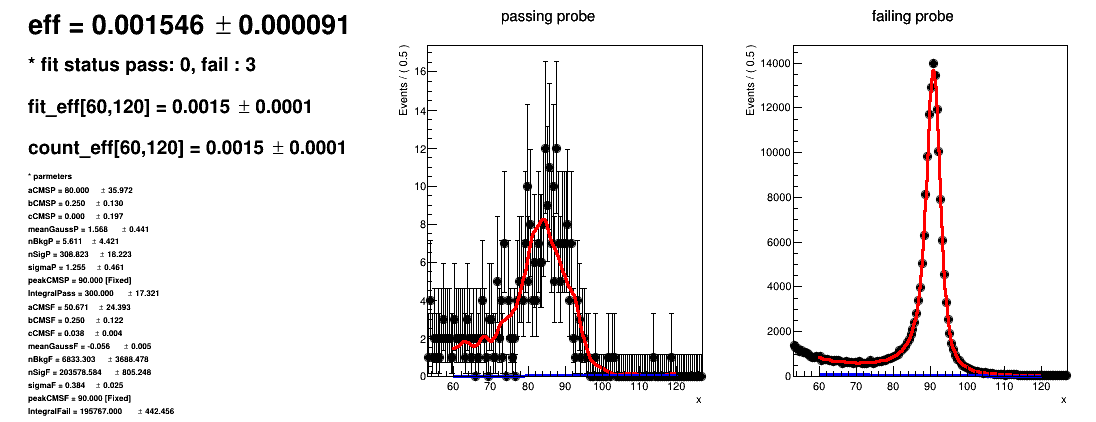 eff = 0.001546 ± 0.000091
* fit status pass: 0, fail : 3
fit_eff[60,120] = 0.0015 ± 0.0001
count_eff[60,120] = 0.0015 ± 0.0001
* parmeters
aCMSP = 80.000 ± 35.972
bCMSP = 0.250 ± 0.130
cCMSP = 0.000 ± 0.197
meanGaussP = 1.568 ± 0.441
nBkgP = 5.611 ± 4.421
nSigP = 308.823 ± 18.223
sigmaP = 1.255 ± 0.461
peakCMSP = 90.000 [Fixed]
IntegralPass = 300.000 ± 17.321
aCMSF = 50.671 ± 24.393
bCMSF = 0.250 ± 0.122
cCMSF = 0.038 ± 0.004
meanGaussF = -0.056 ± 0.005
nBkgF = 6833.303 ± 3688.478
nSigF = 203578.584 ± 805.248
sigmaF = 0.384 ± 0.025
peakCMSF = 90.000 [Fixed]
IntegralFail = 195767.000 ± 442.456
passing probe
Events / ( 0.5 )
16
14
12
10
8
6
4
2
0
60 70 80 90 100 110 120
x
failing probe
Events / ( 0.5 )
14000
12000
10000
8000
6000
4000
2000
0
60 70 80 90 100 110 120
x